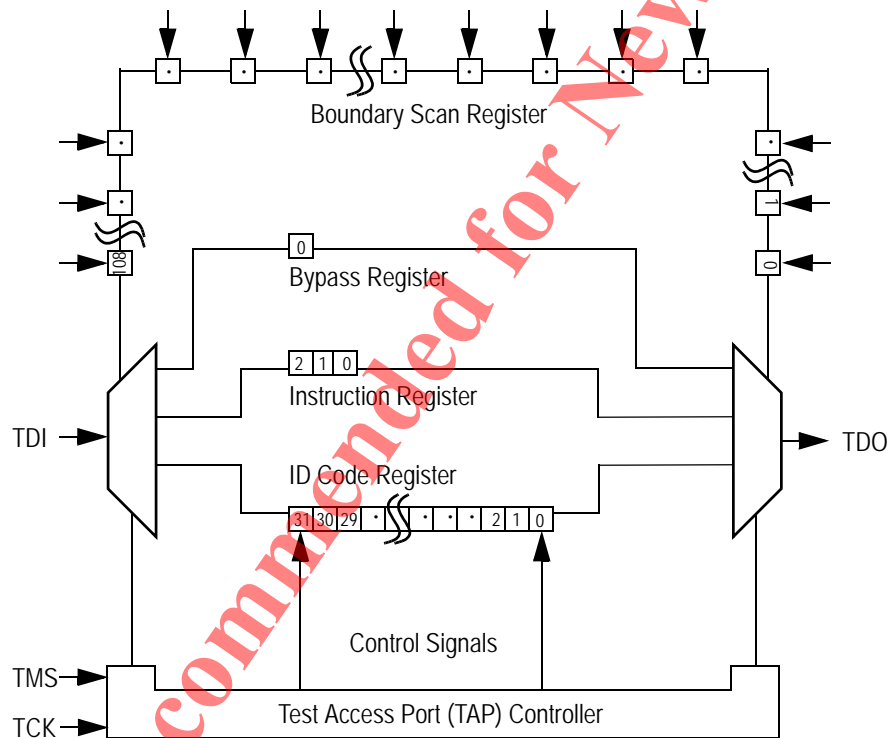 Boundary Scan Register
108
1
0
0
Bypass Register
2 1 0
Instruction Register
TDI
TDO
ID Code Register
31 30 29 · · · · 2 1 0
Control Signals
TMS
TCK
Test Access Port (TAP) Controller
commended for New